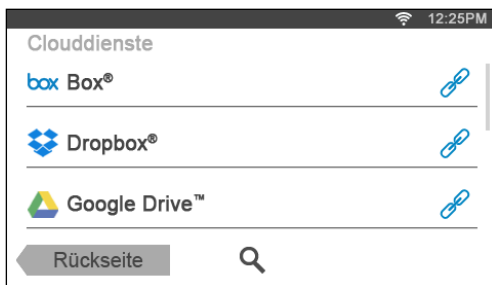 12:25PM
Clouddienste
box Box®
Dropbox®
Google Drive™
Rückseite